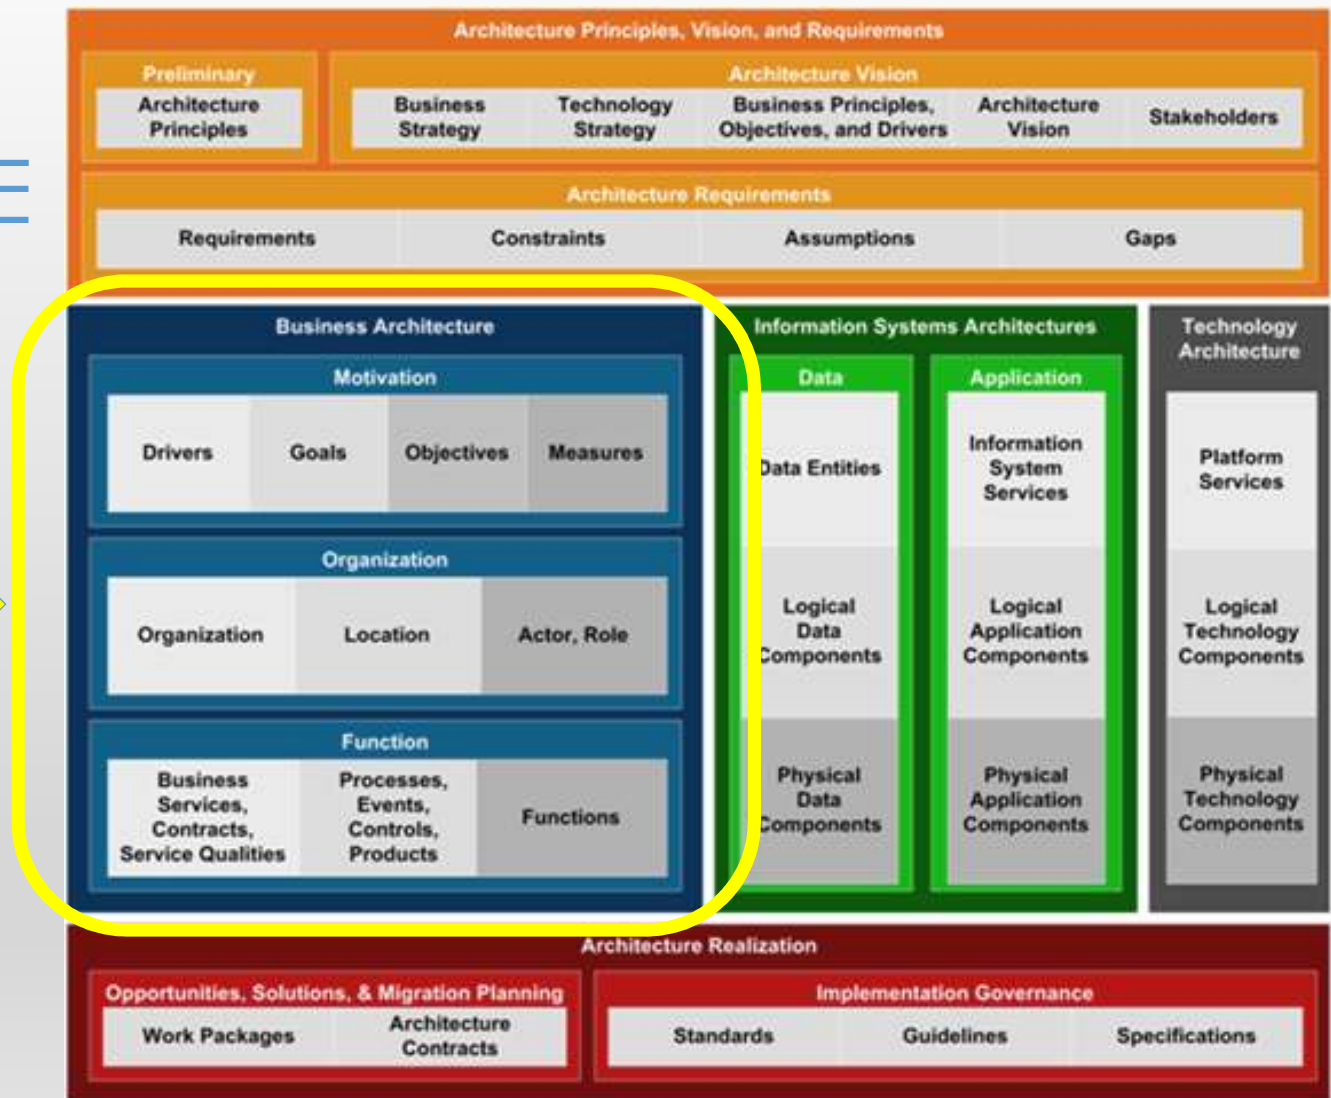 Architecture Principles, Vision, and Requirements
Preliminary
Architecture
Principles
Architecture Vision
Business
Strategy
Technology
Strategy
Business Principles,
Objectives, and Drivers
Architecture
Vision
Stakeholders
Architecture Requirements
Requirements
Constraints
Assumptions
Gaps
Business Architecture
Motivation
Drivers
Goals
Objectives
Measures
Organization
Organization
Location
Actor, Role
Function
Business
Services,
Contracts,
Service Qualities
Processes,
Events,
Controls,
Products
Functions
Information Systems Architectures
Data
Data Entities
Logical
Data
Components
Physical
Data
Components
Application
Information
System
Services
Logical
Application
Components
Physical
Application
Components
Technology
Architecture
Platform
Services
Logical
Technology
Components
Physical
Technology
Components
Architecture Realization
Opportunities, Solutions, & Migration Planning
Work Packages
Architecture
Contracts
Implementation Governance
Standards
Guidelines
Specifications